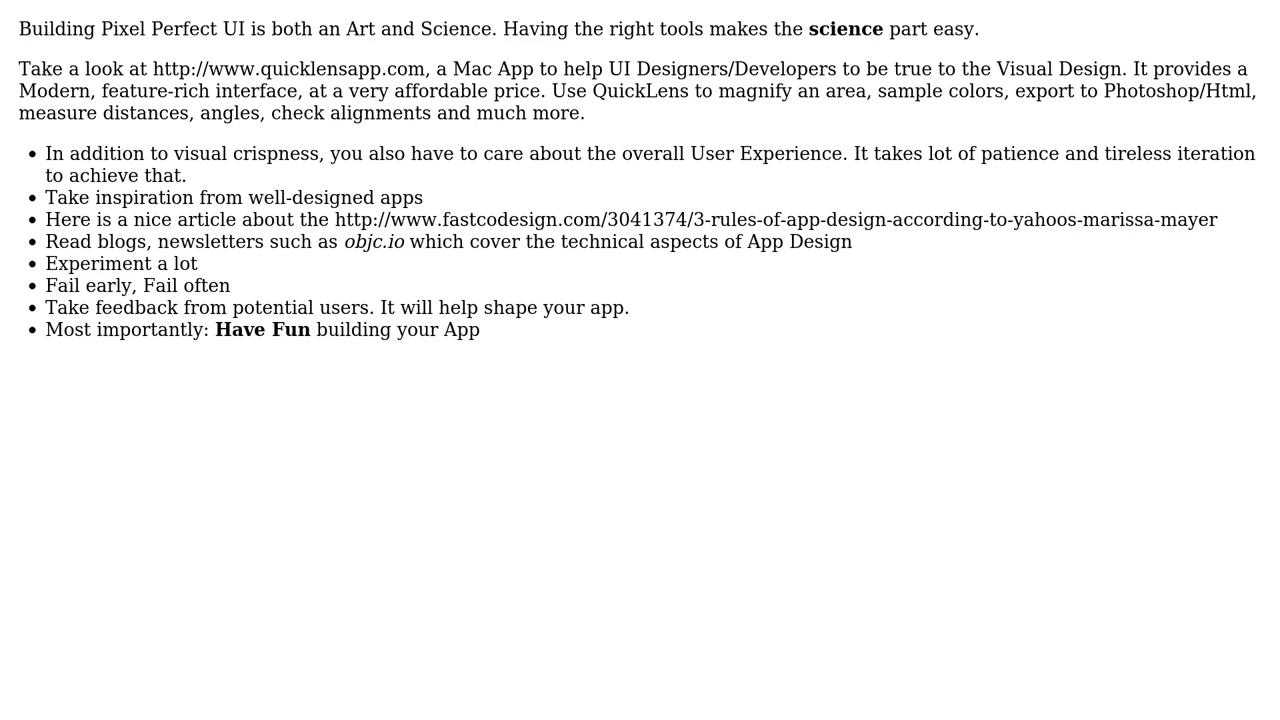 Building Pixel Perfect UI is both an Art and Science. Having the right tools makes the science part easy.
Take a look at http://www.quicklensapp.com, a Mac App to help UI Designers/Developers to be true to the Visual Design. It provides a
Modern, feature-rich interface, at a very affordable price. Use QuickLens to magnify an area, sample colors, export to Photoshop/Html,
measure distances, angles, check alignments and much more.
• In addition to visual crispness, you also have to care about the overall User Experience. It takes lot of patience and tireless iteration
to achieve that.
• Take inspiration from well-designed apps
• Here is a nice article about the http://www.fastcodesign.com/3041374/3-rules-of-app-design-according-to-yahoos-marissa-mayer
• Read blogs, newsletters such as objc.io which cover the technical aspects of App Design
• Experiment a lot
• Fail early, Fail often
• Take feedback from potential users. It will help shape your app.
• Most importantly: Have Fun building your App